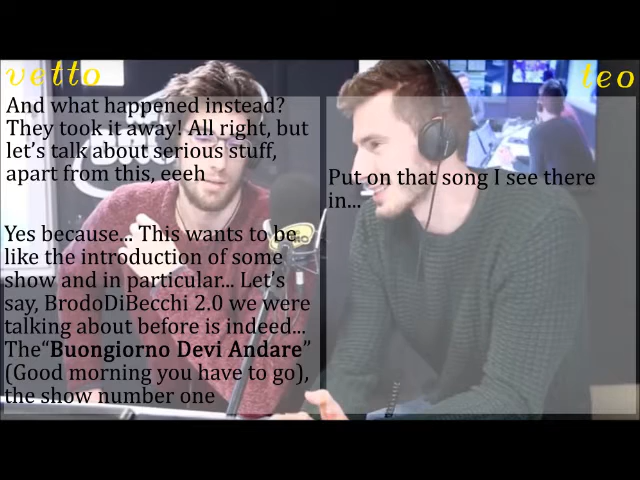 vetto
teo
And what happened instead?
They took it away! All right, but
let's talk about serious stuff,
apart from this, eeeh
Put on that song I see there
in...
Yes because... This wants to be
like the introduction of some
show and in particular... Let's
say, BrodoDiBecchi 2.0 we were
talking about before is indeed...
The“Buongiorno Devi Andare”
(Good morning you have to go),
the show number one